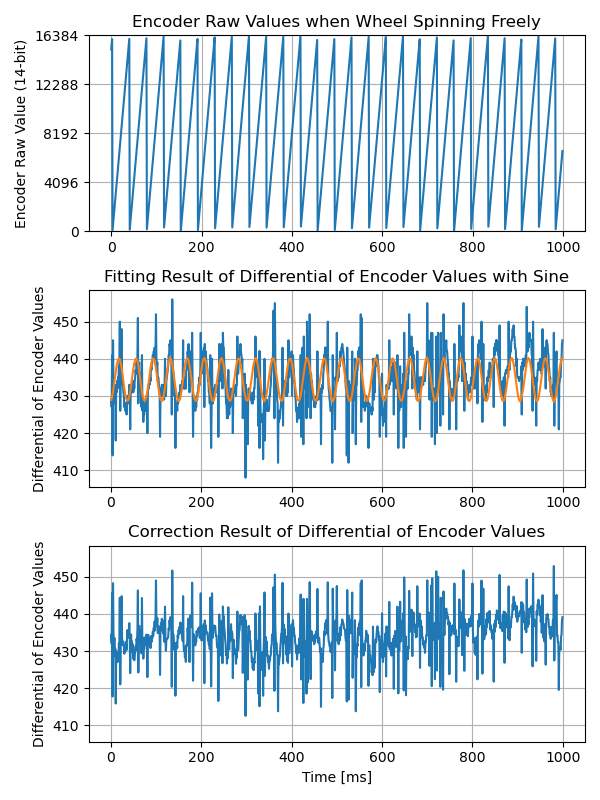 Encoder Raw Values when Wheel Spinning Freely
Encoder Raw Value (14-bit)
16384
12288
8192
4096
0
0 200 400 600 800 1000
Fitting Result of Differential of Encoder Values with Sine
Differential of Encoder Values
450
440
430
420
410
0 200 400 600 800 1000
Correction Result of Differential of Encoder Values
Differential of Encoder Values
450
440
430
420
410
0 200 400 600 800 1000
Time [ms]